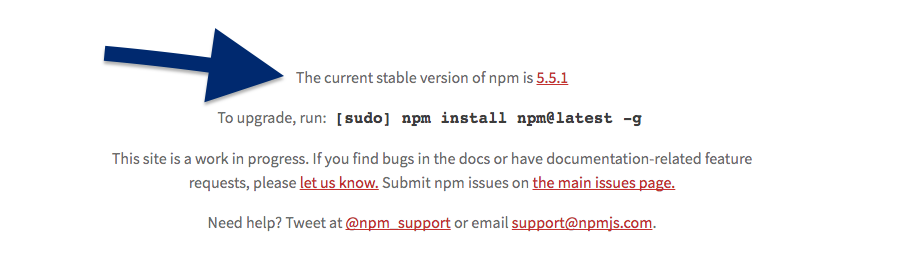 The current stable version of npm is 5.5.1
To upgrade, run: [sudo] npm install npm@latest -g
This site is a work in progress. If you find bugs in the docs or have documentation-related feature
requests, please let us know. Submit npm issues on the main issues page.
Need help? Tweet at @npm_support or email support@npmjs.com.